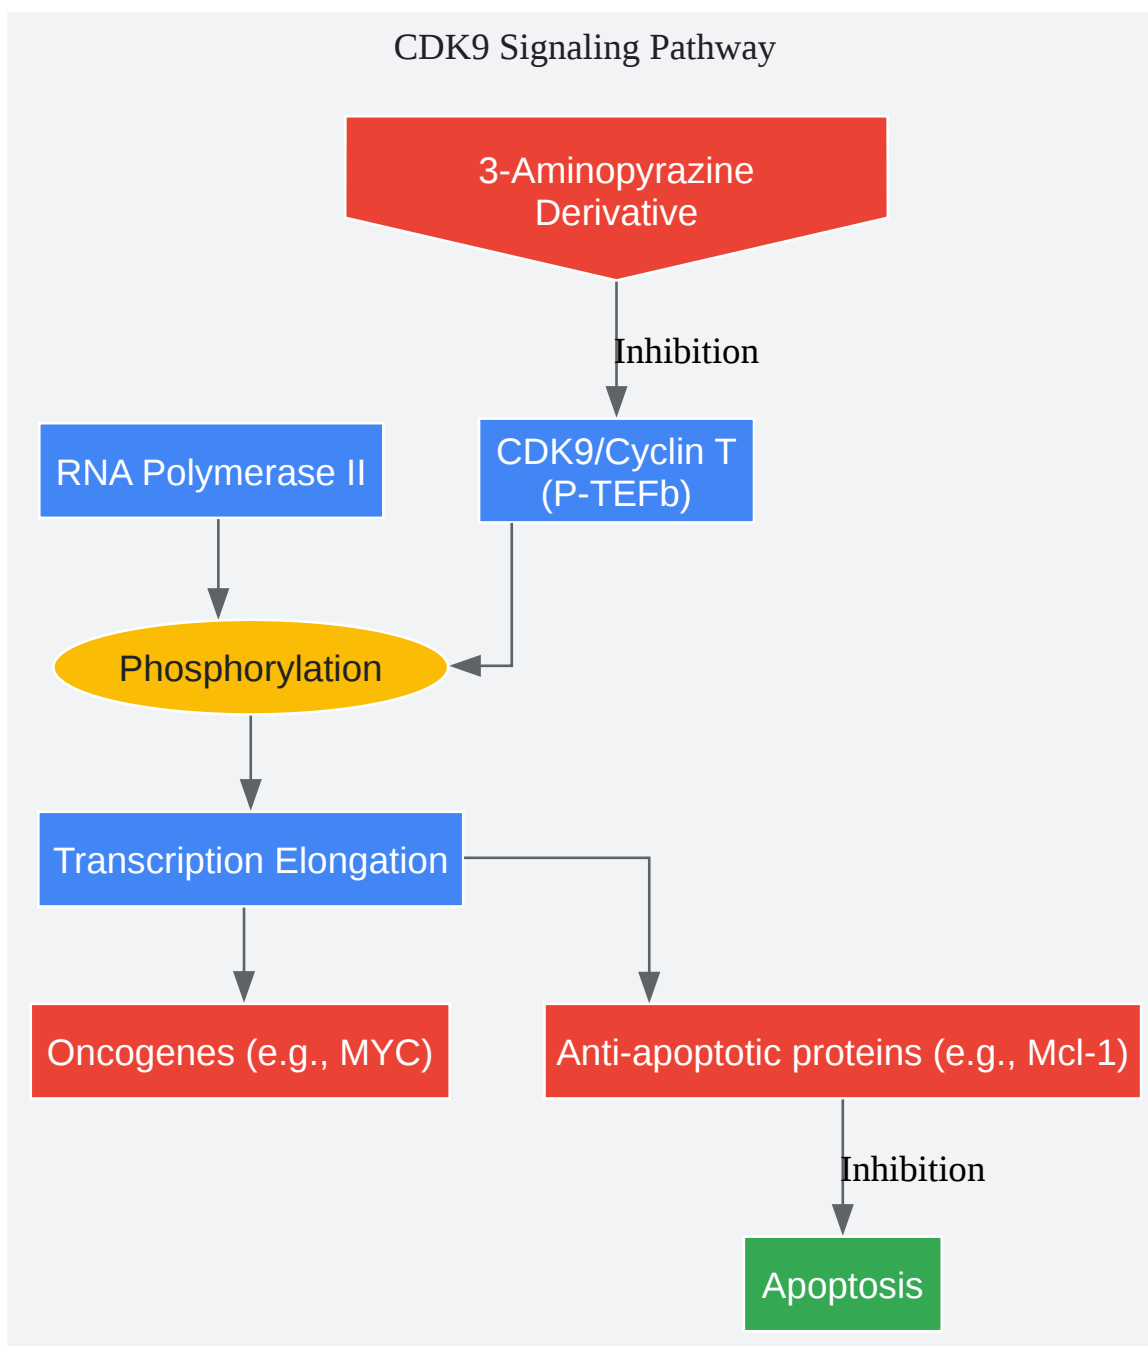 CDK9 Signaling Pathway
3-Aminopyrazine
Derivative
Inhibition
RNA Polymerase II
CDK9/Cyclin T
(P-TEFb)
Phosphorylation
Transcription Elongation
Oncogenes (e.g., MYC)
Anti-apoptotic proteins (e.g., Mcl-1)
Inhibition
Apoptosis